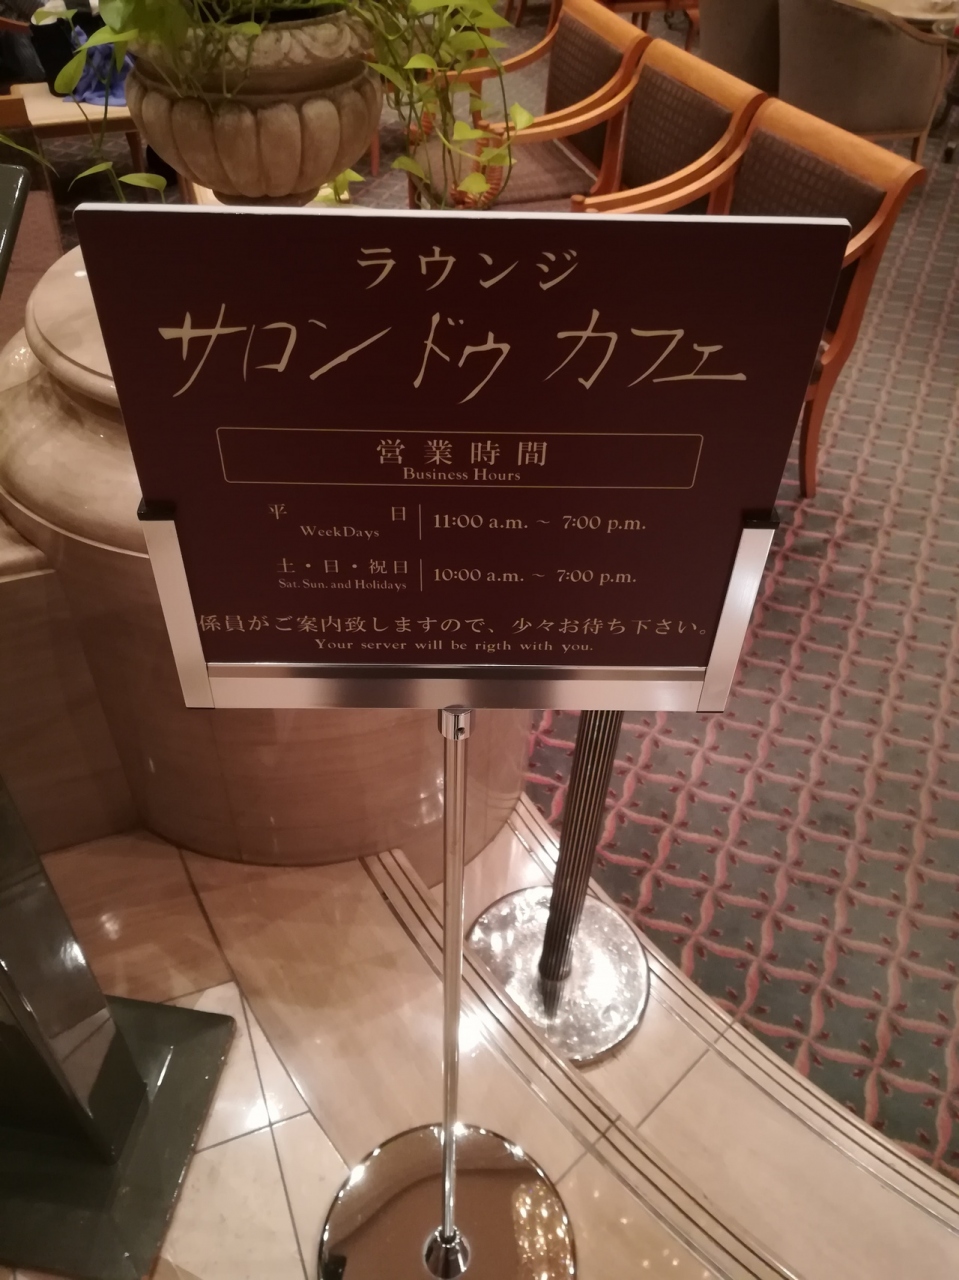 ラウンジ
サロン ドゥ カフェ
営業時間
Business Hours
平 日 11:00 a.m. ~ 7:00 p.m.
WeekDays
土・日・祝日 10:00 a.m. ~ 7:00 p.m.
Sat. Sun. and Holidays
係員がご案内致しますので、少々お待ち下さい。
Your server will be rigth with you.